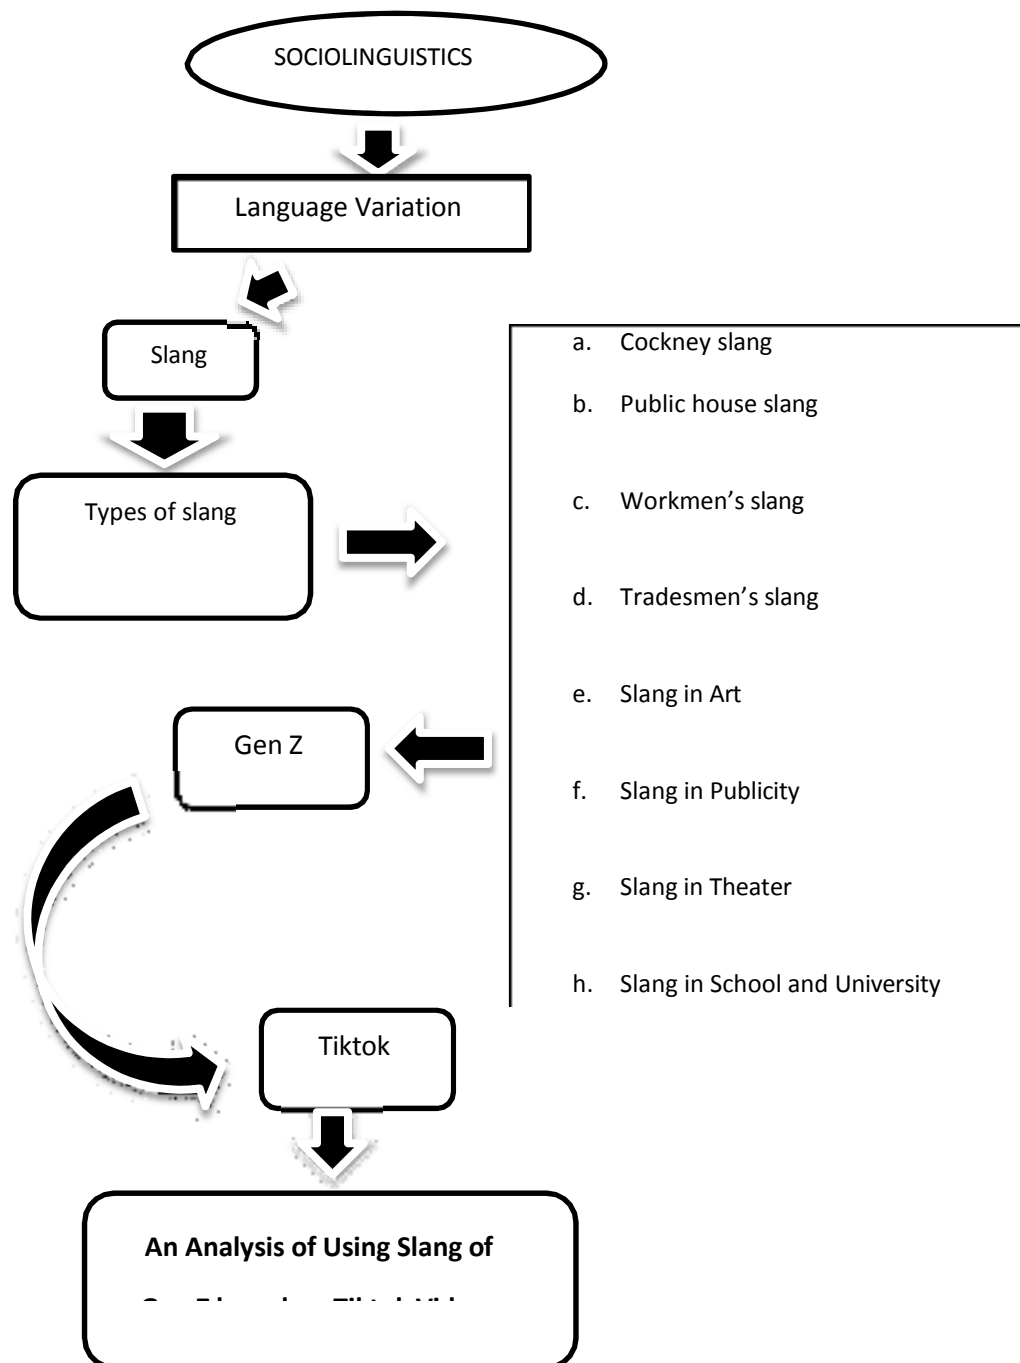 SOCIOLINGUISTICS
Language Variation
Slang
Types of slang
a. Cockney slang
b. Public house slang
c. Workmen’s slang
d. Tradesmen’s slang
e. Slang in Art
f. Slang in Publicity
g. Slang in Theater
h. Slang in School and University
Gen Z
Tiktok
An Analysis of Using Slang of